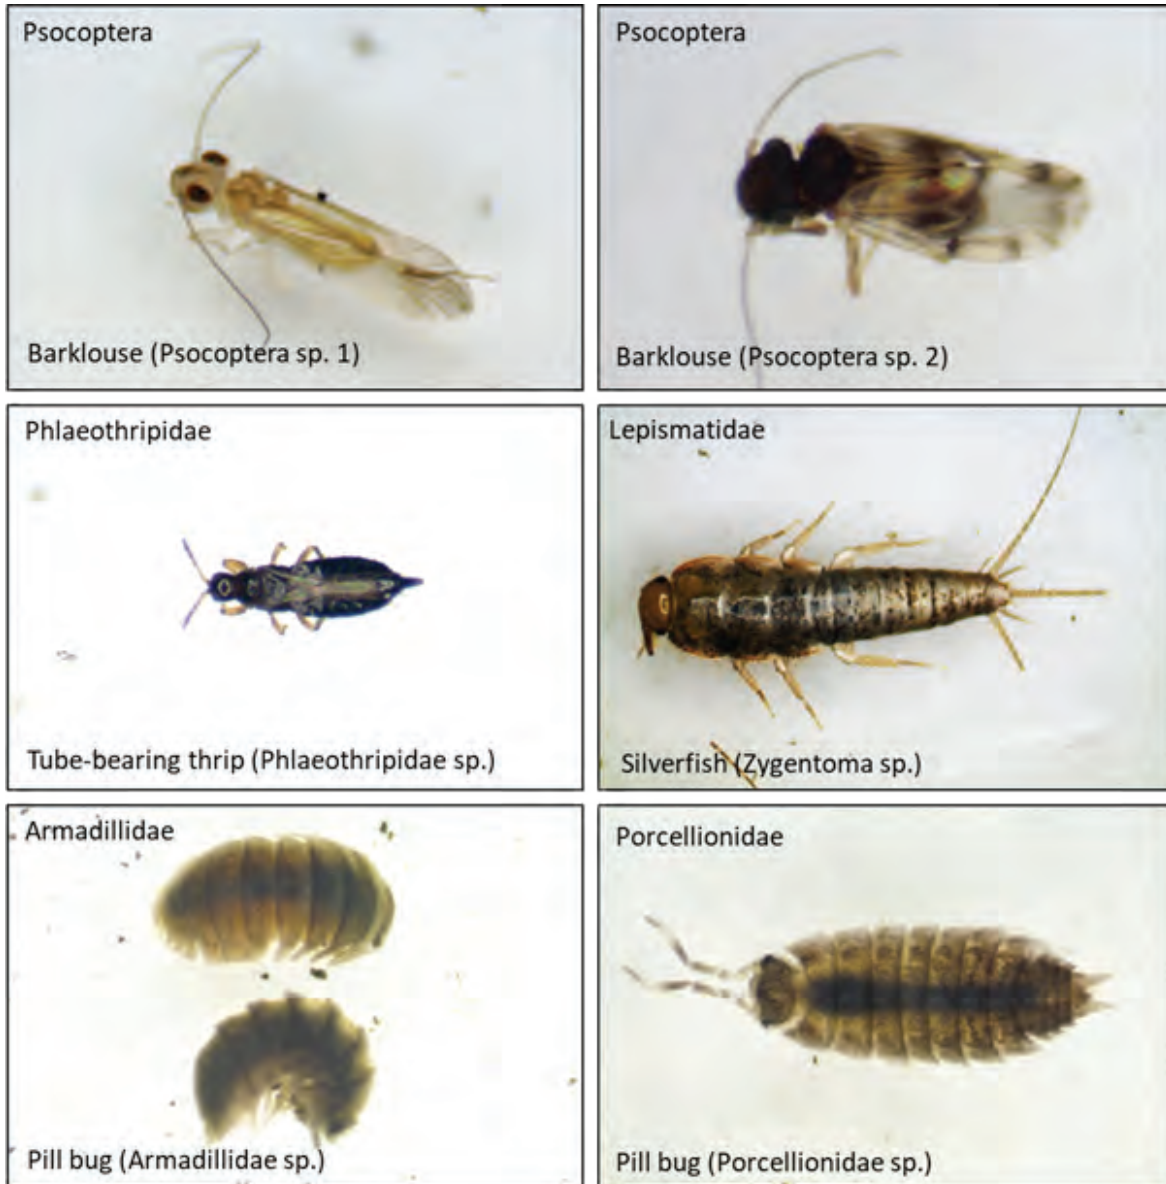 Psocoptera
Barklouse (Psocoptera sp. 1)
Psocoptera
Barklouse (Psocoptera sp. 2)
Phlaeothripidae
Tube-bearing thrip (Phlaeothripidae sp.)
Lepismatidae
Silverfish (Zygentoma sp.)
Armadillidae
Pill bug (Armadillidae sp.)
Porcellionidae
Pill bug (Porcellionidae sp.)